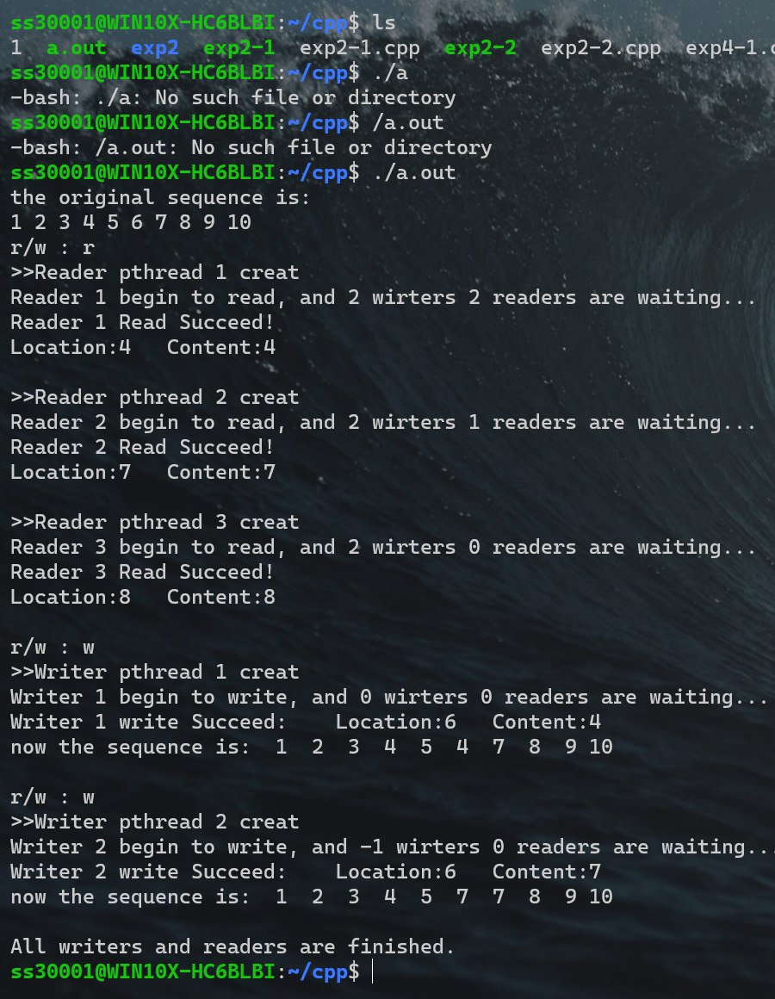 ss30001@WIN10X-HC6BLBI:~/cpp$ ls
1  a.out  exp2  exp2-1  exp2-1.cpp  exp2-2  exp2-2.cpp  exp4-1.c
ss30001@WIN10X-HC6BLBI:~/cpp$ ./a
-bash: ./a: No such file or directory
ss30001@WIN10X-HC6BLBI:~/cpp$ /a.out
-bash: /a.out: No such file or directory
ss30001@WIN10X-HC6BLBI:~/cpp$ ./a.out
the original sequence is:
1 2 3 4 5 6 7 8 9 10
r/w : r
>>Reader pthread 1 creat
Reader 1 begin to read, and 2 wirters 2 readers are waiting...
Reader 1 Read Succeed!
Location:4   Content:4
>>Reader pthread 2 creat
Reader 2 begin to read, and 2 wirters 1 readers are waiting...
Reader 2 Read Succeed!
Location:7   Content:7
>>Reader pthread 3 creat
Reader 3 begin to read, and 2 wirters 0 readers are waiting...
Reader 3 Read Succeed!
Location:8   Content:8
r/w : w
>>Writer pthread 1 creat
Writer 1 begin to write, and 0 wirters 0 readers are waiting...
Writer 1 write Succeed:    Location:6   Content:4
now the sequence is:  1  2  3  4  5  4  7  8  9 10
r/w : w
>>Writer pthread 2 creat
Writer 2 begin to write, and -1 wirters 0 readers are waiting...
Writer 2 write Succeed:    Location:6   Content:7
now the sequence is:  1  2  3  4  5  7  7  8  9 10
All writers and readers are finished.
ss30001@WIN10X-HC6BLBI:~/cpp$